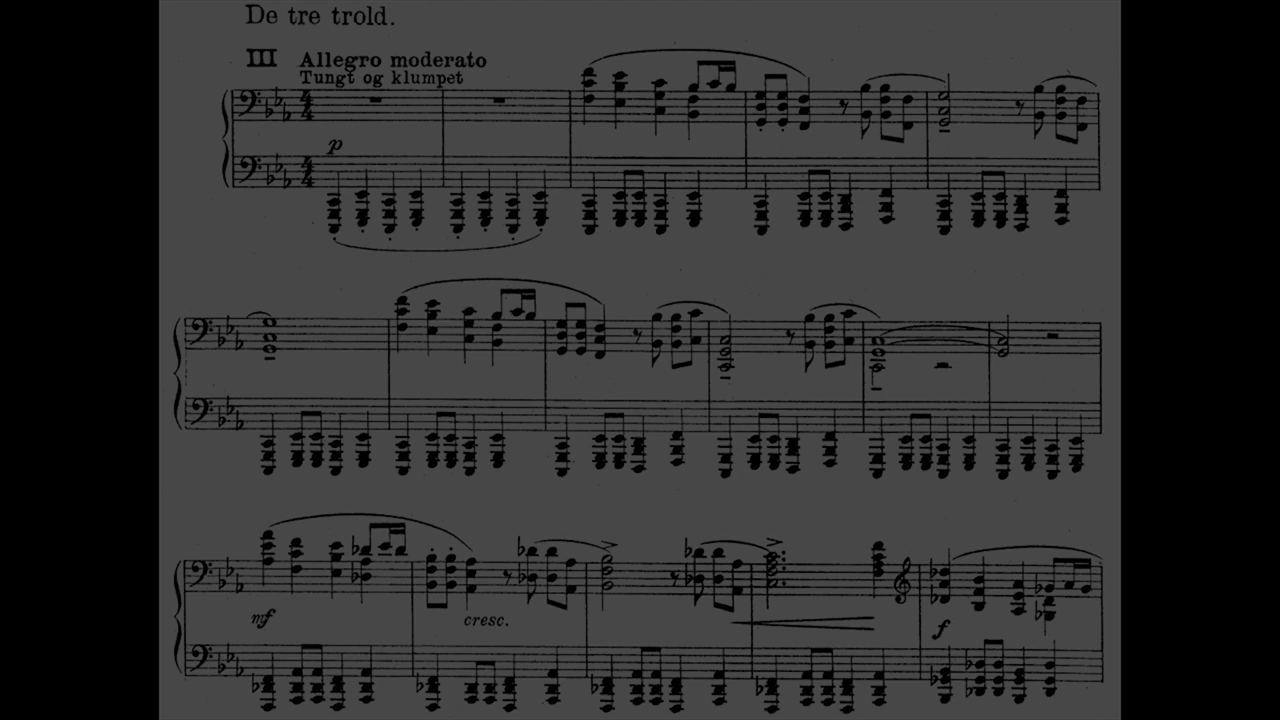 De tre trold.
III Allegro moderato
Tungt og klumpet
p
mf
cresc.
f